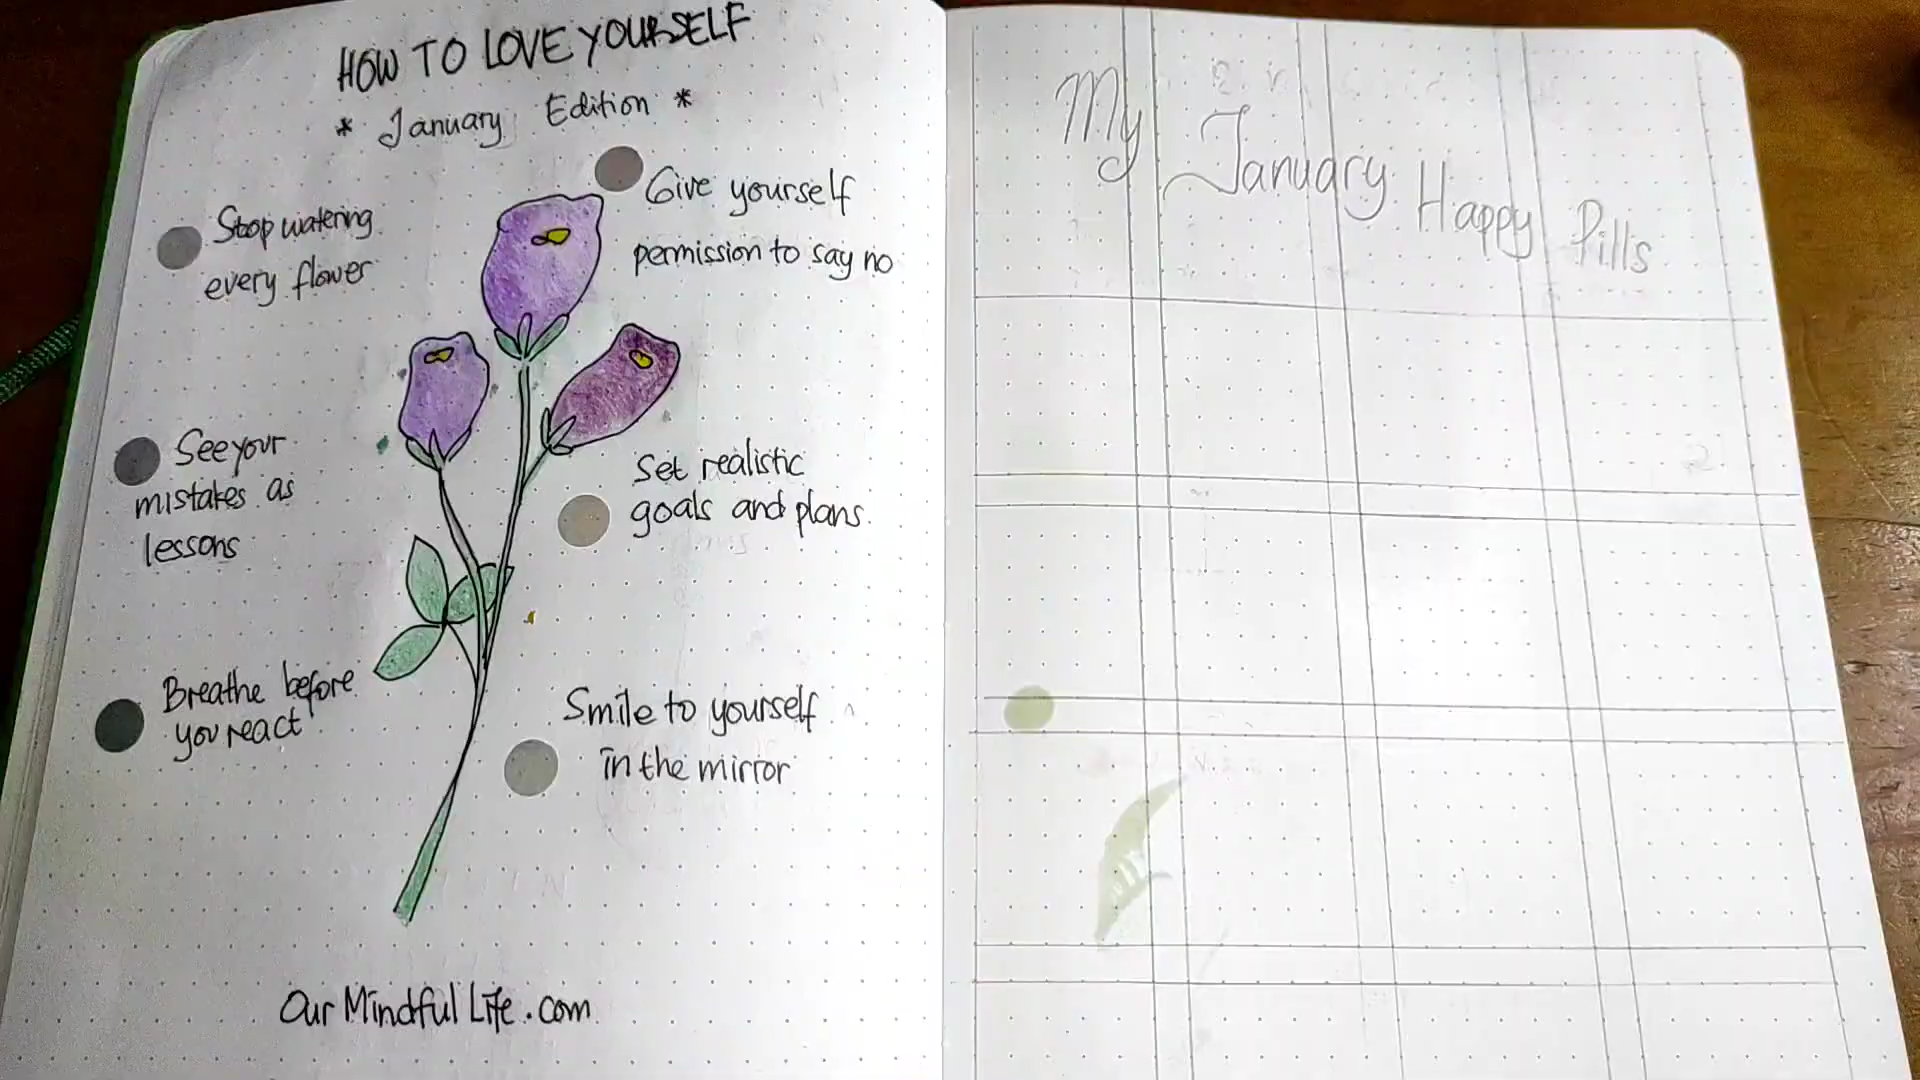 HOW TO LOVE YOURSELF
* January Edition *
Stop watering
every flower
Give yourself
permission to say no
See your
mistakes as
lessons
Set realistic
goals and plans.
Breathe before
you react
Smile to yourself
in the mirror
OurMindfulLife.com
My January Happy Pills